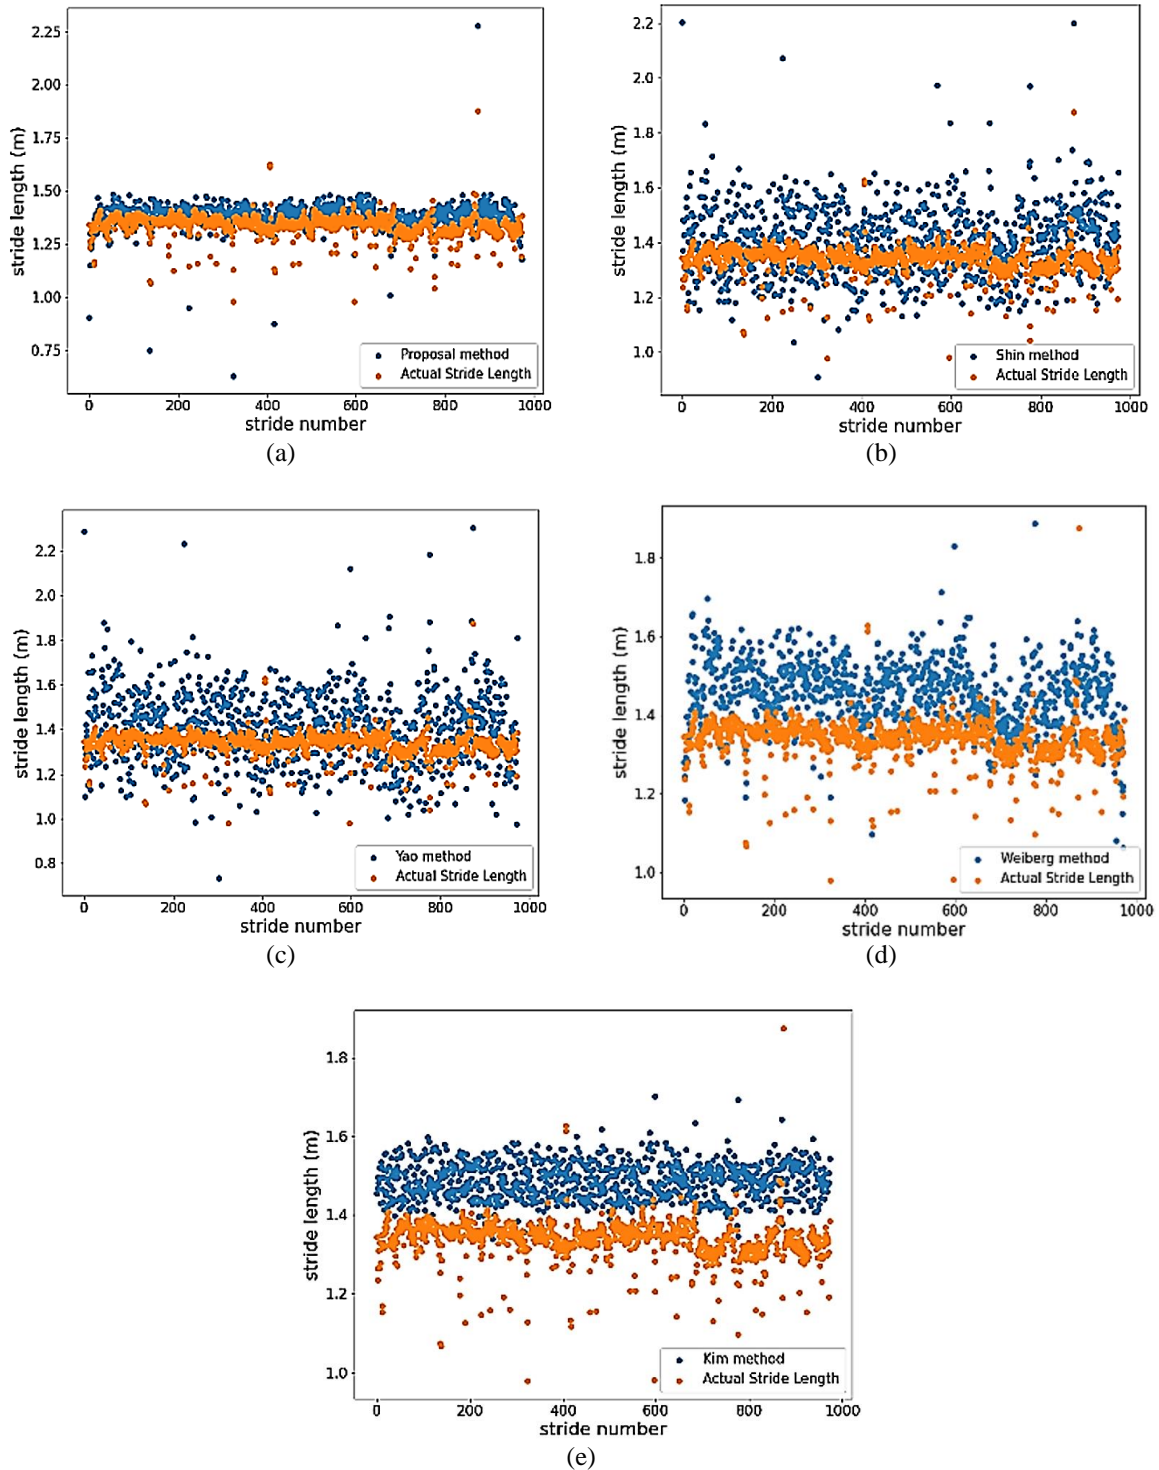 2.25
2.00
1.75
1.50
1.25
1.00
0.75
stride length (m)
Proposal method
Actual Stride Length
0 200 400 600 800 1000
stride number
(a)
2.2
2.0
1.8
1.6
1.4
1.2
1.0
stride length (m)
Shin method
Actual Stride Length
0 200 400 600 800 1000
stride number
(b)
2.2
2.0
1.8
1.6
1.4
1.2
1.0
0.8
stride length (m)
Yao method
Actual Stride Length
0 200 400 600 800 1000
stride number
(c)
1.8
1.6
1.4
1.2
1.0
stride length (m)
Weiberg method
Actual Stride Length
0 200 400 600 800 1000
stride number
(d)
1.8
1.6
1.4
1.2
1.0
stride length (m)
Kim method
Actual Stride Length
0 200 400 600 800 1000
stride number
(e)